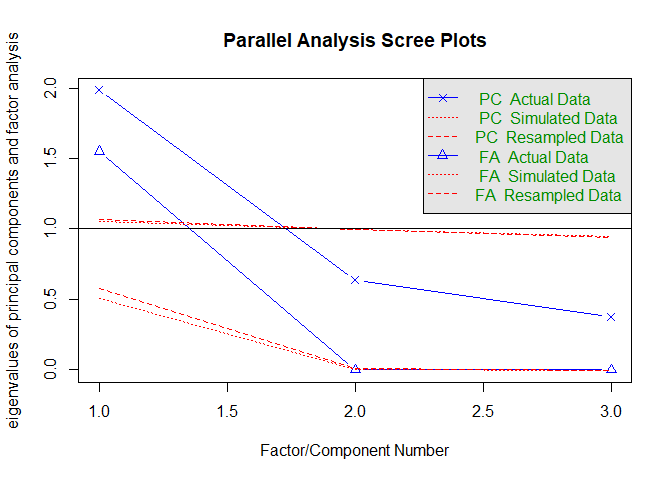 Parallel Analysis Scree Plots
eigenvalues of principal components and factor analysis
2.0
1.5
1.0
0.5
0.0
PC Actual Data
PC Simulated Data
PC Resampled Data
FA Actual Data
FA Simulated Data
FA Resampled Data
1.0 1.5 2.0 2.5 3.0
Factor/Component Number